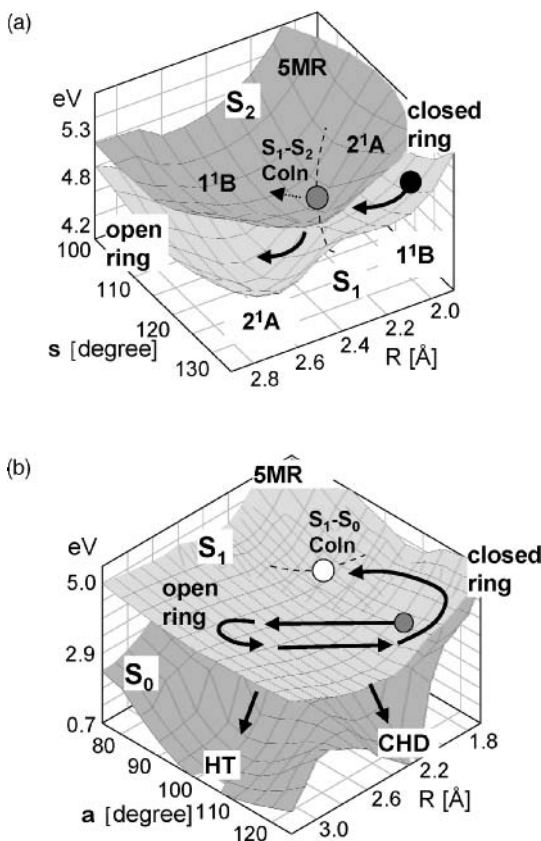 (a)
5MR
eV
S2
closed
ring
5.3
2¹A
S1-S2
CoIn
4.8
1¹B
4.2
open
ring
100
1¹B
110
S1
2.0
120
2¹A
2.2
s [degree]
2.4
130
2.6
R [Å]
2.8
(b)
5MR
S1-S0
CoIn
eV
S1
closed
ring
5.0
open
ring
2.9
S0
0.7
1.8
80
CHD
90
HT
2.2
100
2.6
R [Å]
a [degree]
110
3.0
120